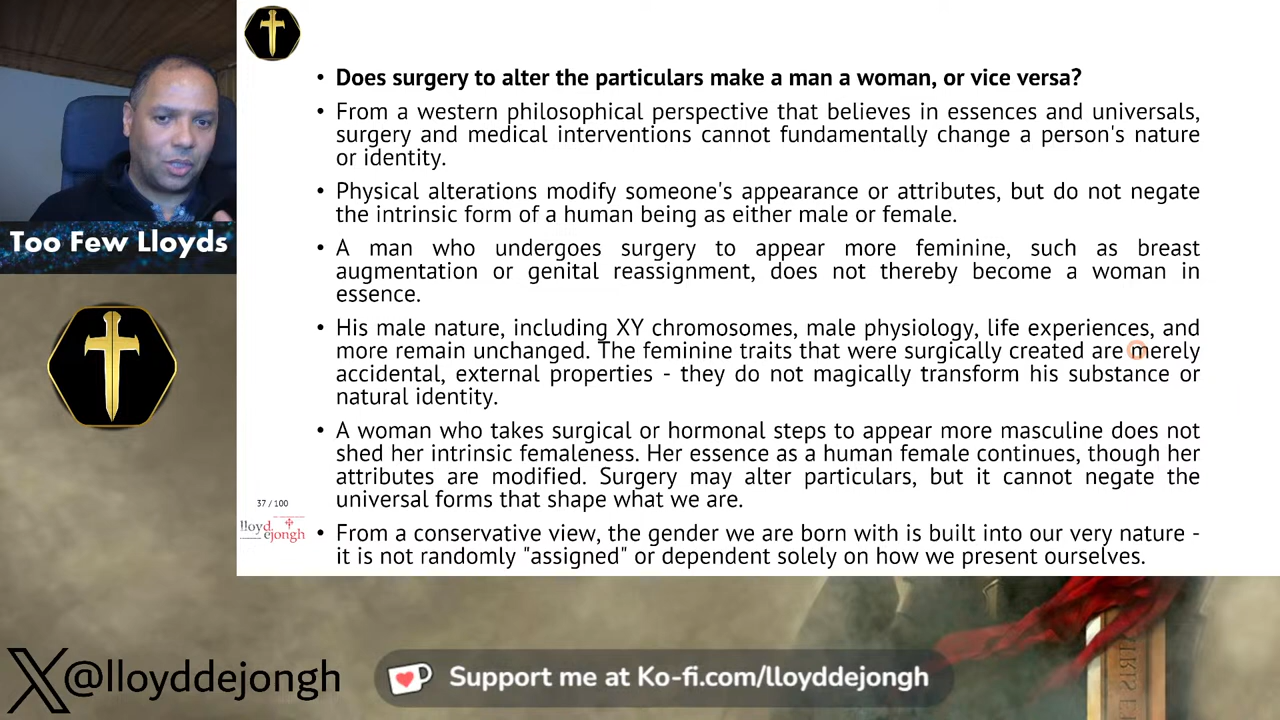 • Does surgery to alter the particulars make a man a woman, or vice versa?
• From a western philosophical perspective that believes in essences and universals,
surgery and medical interventions cannot fundamentally change a person's nature
or identity.
• Physical alterations modify someone's appearance or attributes, but do not negate
the intrinsic form of a human being as either male or female.
Too Few Lloyds
• A man who undergoes surgery to appear more feminine, such as breast
augmentation or genital reassignment, does not thereby become a woman in
essence.
• His male nature, including XY chromosomes, male physiology, life experiences, and
more remain unchanged. The feminine traits that were surgically created are merely
accidental, external properties - they do not magically transform his substance or
natural identity.
• A woman who takes surgical or hormonal steps to appear more masculine does not
shed her intrinsic femaleness. Her essence as a human female continues, though her
attributes are modified. Surgery may alter particulars, but it cannot negate the
universal forms that shape what we are.
37 / 100
lloyd
ejongh
• From a conservative view, the gender we are born with is built into our very nature -
it is not randomly "assigned" or dependent solely on how we present ourselves.
X@lloyddejongh
Support me at Ko-fi.com/lloyddejongh